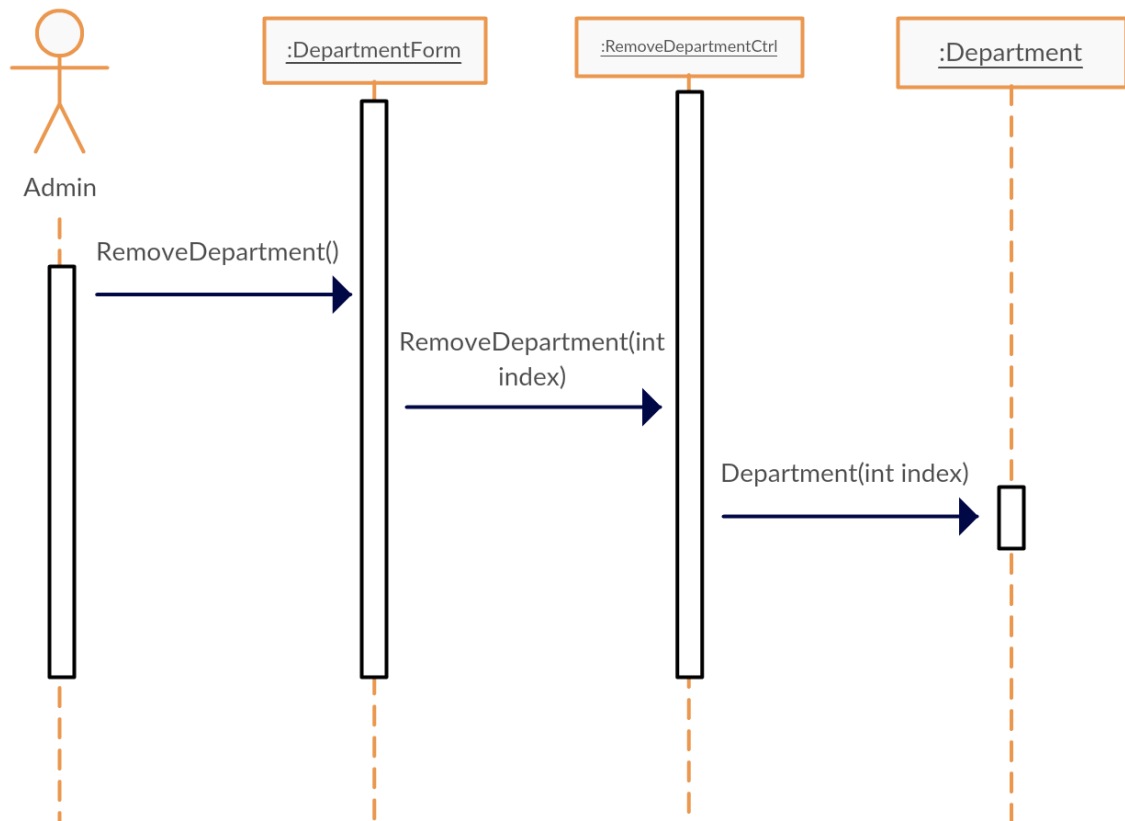 :DepartmentForm
:RemoveDepartmentCtrl
:Department
Admin
RemoveDepartment()
RemoveDepartment(int
index)
Department(int index)